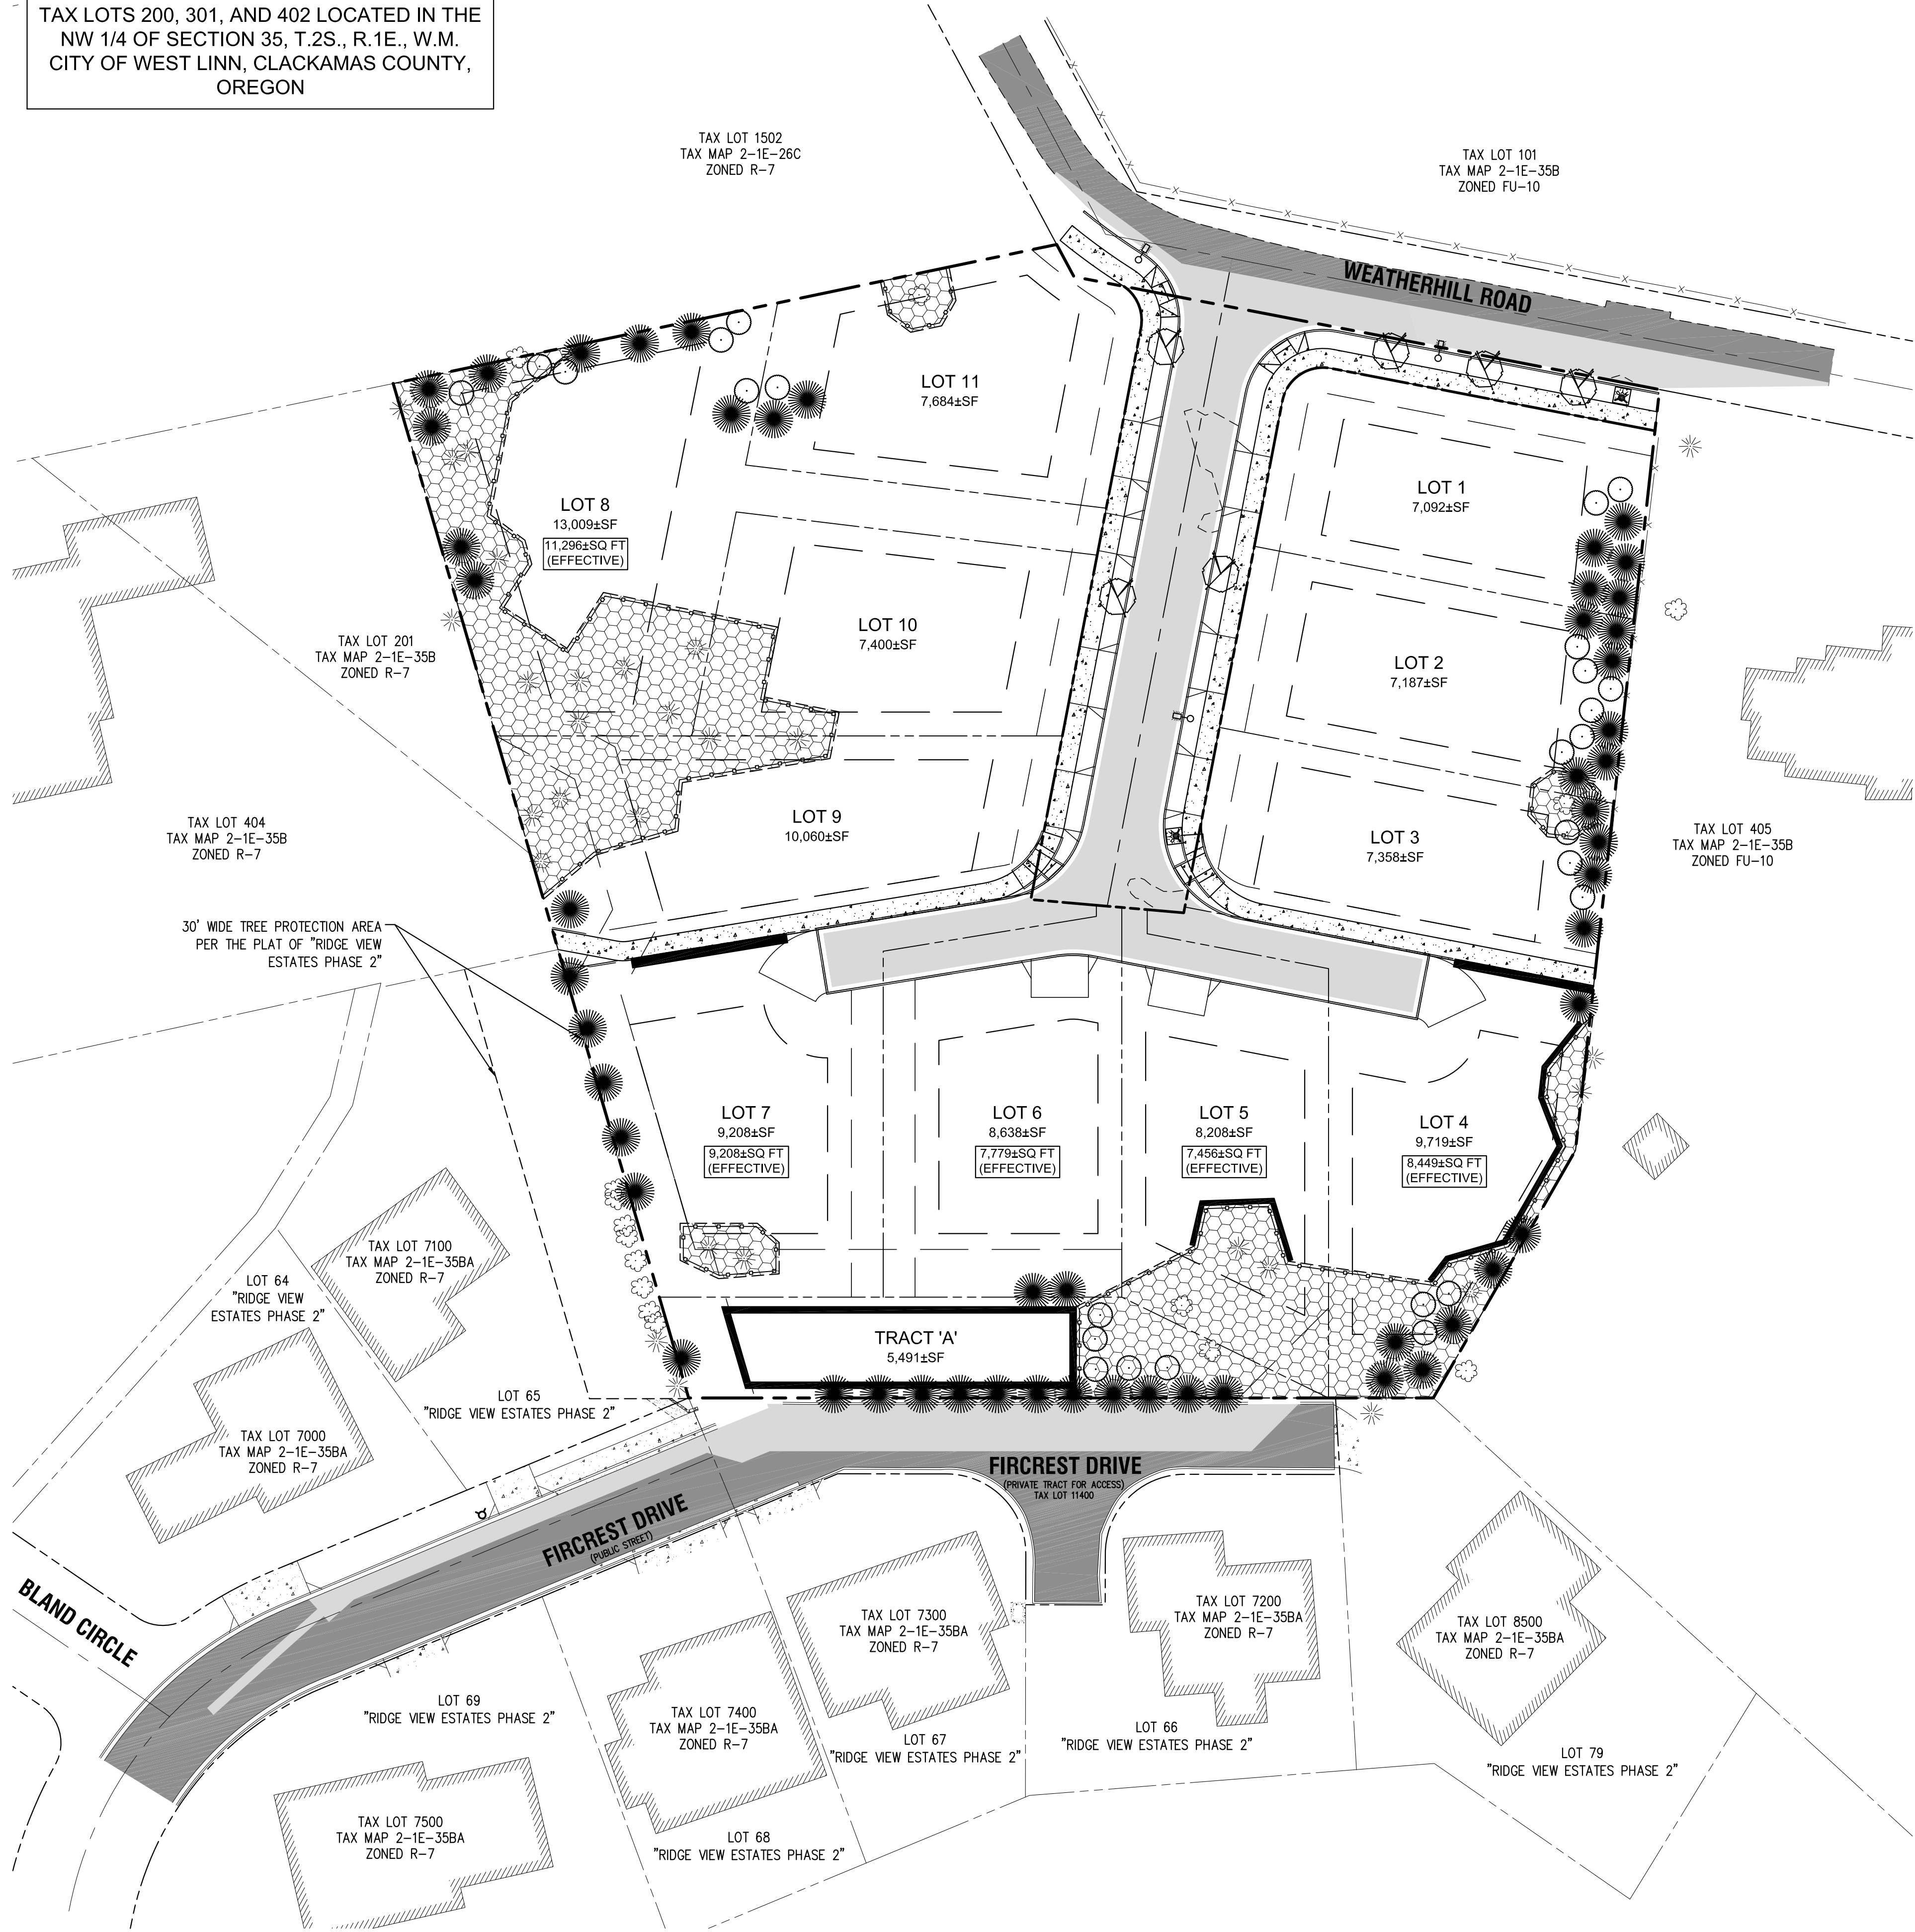 TAX LOTS 200, 301, AND 402 LOCATED IN THE
NW 1/4 OF SECTION 35, T.2S., R.1E., W.M.
CITY OF WEST LINN, CLACKAMAS COUNTY,
OREGON
TAX LOT 1502
TAX MAP 2-1E-26C
ZONED R-7
TAX LOT 101
TAX MAP 2-1E-35B
ZONED FU-10
WEATHERHILL ROAD
LOT 11
7,684±SF
LOT 8
13,009±SF
11,296±SQ FT
(EFFECTIVE)
LOT 1
7,092±SF
LOT 10
7,400±SF
TAX LOT 201
TAX MAP 2-1E-35B
ZONED R-7
LOT 2
7,187±SF
LOT 9
10,060±SF
TAX LOT 404
TAX MAP 2-1E-35B
ZONED R-7
LOT 3
7,358±SF
TAX LOT 405
TAX MAP 2-1E-35B
ZONED FU-10
30' WIDE TREE PROTECTION AREA
PER THE PLAT OF "RIDGE VIEW
ESTATES PHASE 2"
LOT 7
9,208±SF
9,208±SQ FT
(EFFECTIVE)
LOT 6
8,638±SF
7,779±SQ FT
(EFFECTIVE)
LOT 5
8,208±SF
7,456±SQ FT
(EFFECTIVE)
LOT 4
9,719±SF
8,449±SQ FT
(EFFECTIVE)
TAX LOT 7100
TAX MAP 2-1E-35BA
ZONED R-7
LOT 64
"RIDGE VIEW
ESTATES PHASE 2"
TRACT 'A'
5,491±SF
LOT 65
"RIDGE VIEW ESTATES PHASE 2"
TAX LOT 7000
TAX MAP 2-1E-35BA
ZONED R-7
FIRCREST DRIVE
(PRIVATE TRACT FOR ACCESS)
TAX LOT 11400
FIRCREST DRIVE
(PUBLIC STREET)
BLAND CIRCLE
TAX LOT 7300
TAX MAP 2-1E-35BA
ZONED R-7
TAX LOT 7200
TAX MAP 2-1E-35BA
ZONED R-7
TAX LOT 8500
TAX MAP 2-1E-35BA
ZONED R-7
LOT 69
"RIDGE VIEW ESTATES PHASE 2"
TAX LOT 7400
TAX MAP 2-1E-35BA
ZONED R-7
LOT 67
"RIDGE VIEW ESTATES PHASE 2"
LOT 66
"RIDGE VIEW ESTATES PHASE 2"
LOT 79
"RIDGE VIEW ESTATES PHASE 2"
TAX LOT 7500
TAX MAP 2-1E-35BA
ZONED R-7
LOT 68
"RIDGE VIEW ESTATES PHASE 2"